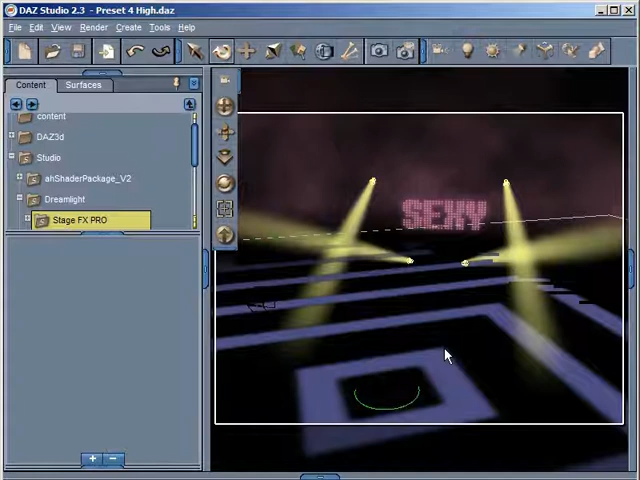 DAZ Studio 2.3 - Preset 4 High.daz
File Edit View Render Create Tools Help
Content Surfaces
content
DAZ3d
Studio
ahShaderPackage_V2
Dreamlight
Stage FX PRO
SEXY